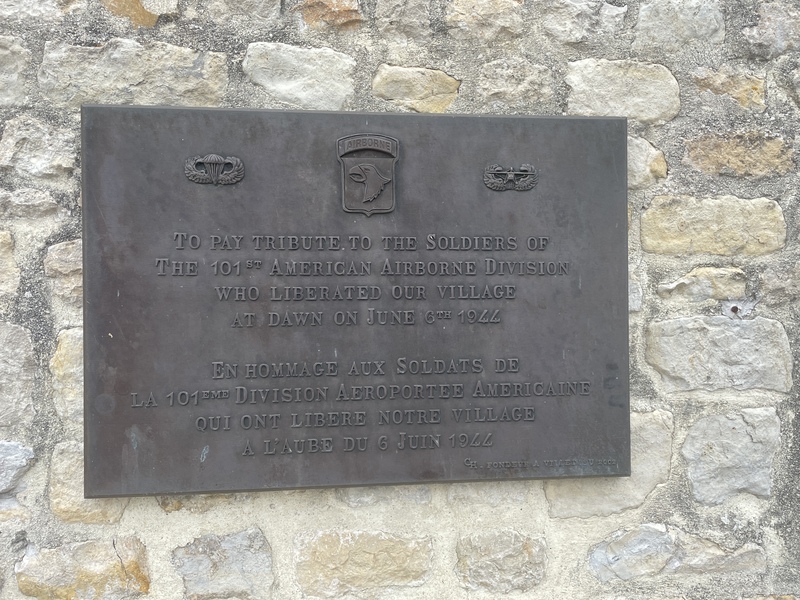 AIRBORNE
TO PAY TRIBUTE TO THE SOLDIERS OF
THE 101ST AMERICAN AIRBORNE DIVISION
WHO LIBERATED OUR VILLAGE
AT DAWN ON JUNE 6TH 1944
EN HOMMAGE AUX SOLDATS DE
LA 101EME DIVISION AEROPORTEE AMERICAINE
QUI ONT LIBERE NOTRE VILLAGE
A L'AUBE DU 6 JUIN 1944